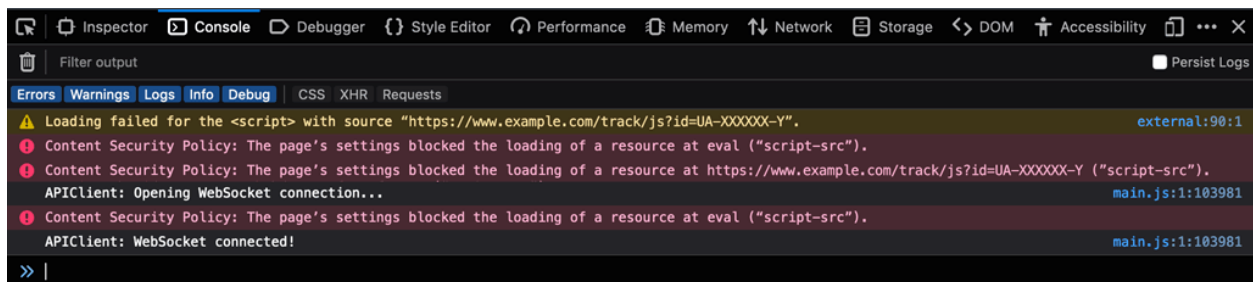 Inspector Console Debugger {} Style Editor Performance Memory Network Storage DOM Accessibility
Filter output Persist Logs
Errors Warnings Logs Info Debug CSS XHR Requests
Loading failed for the <script> with source “https://www.example.com/track/js?id=UA-XXXXXX-Y”. external:90:1
Content Security Policy: The page’s settings blocked the loading of a resource at eval (“script-src”).
Content Security Policy: The page’s settings blocked the loading of a resource at https://www.example.com/track/js?id=UA-XXXXXX-Y (”script-src”).
APIClient: Opening WebSocket connection... main.js:1:103981
Content Security Policy: The page’s settings blocked the loading of a resource at eval (“script-src”).
APIClient: WebSocket connected! main.js:1:103981